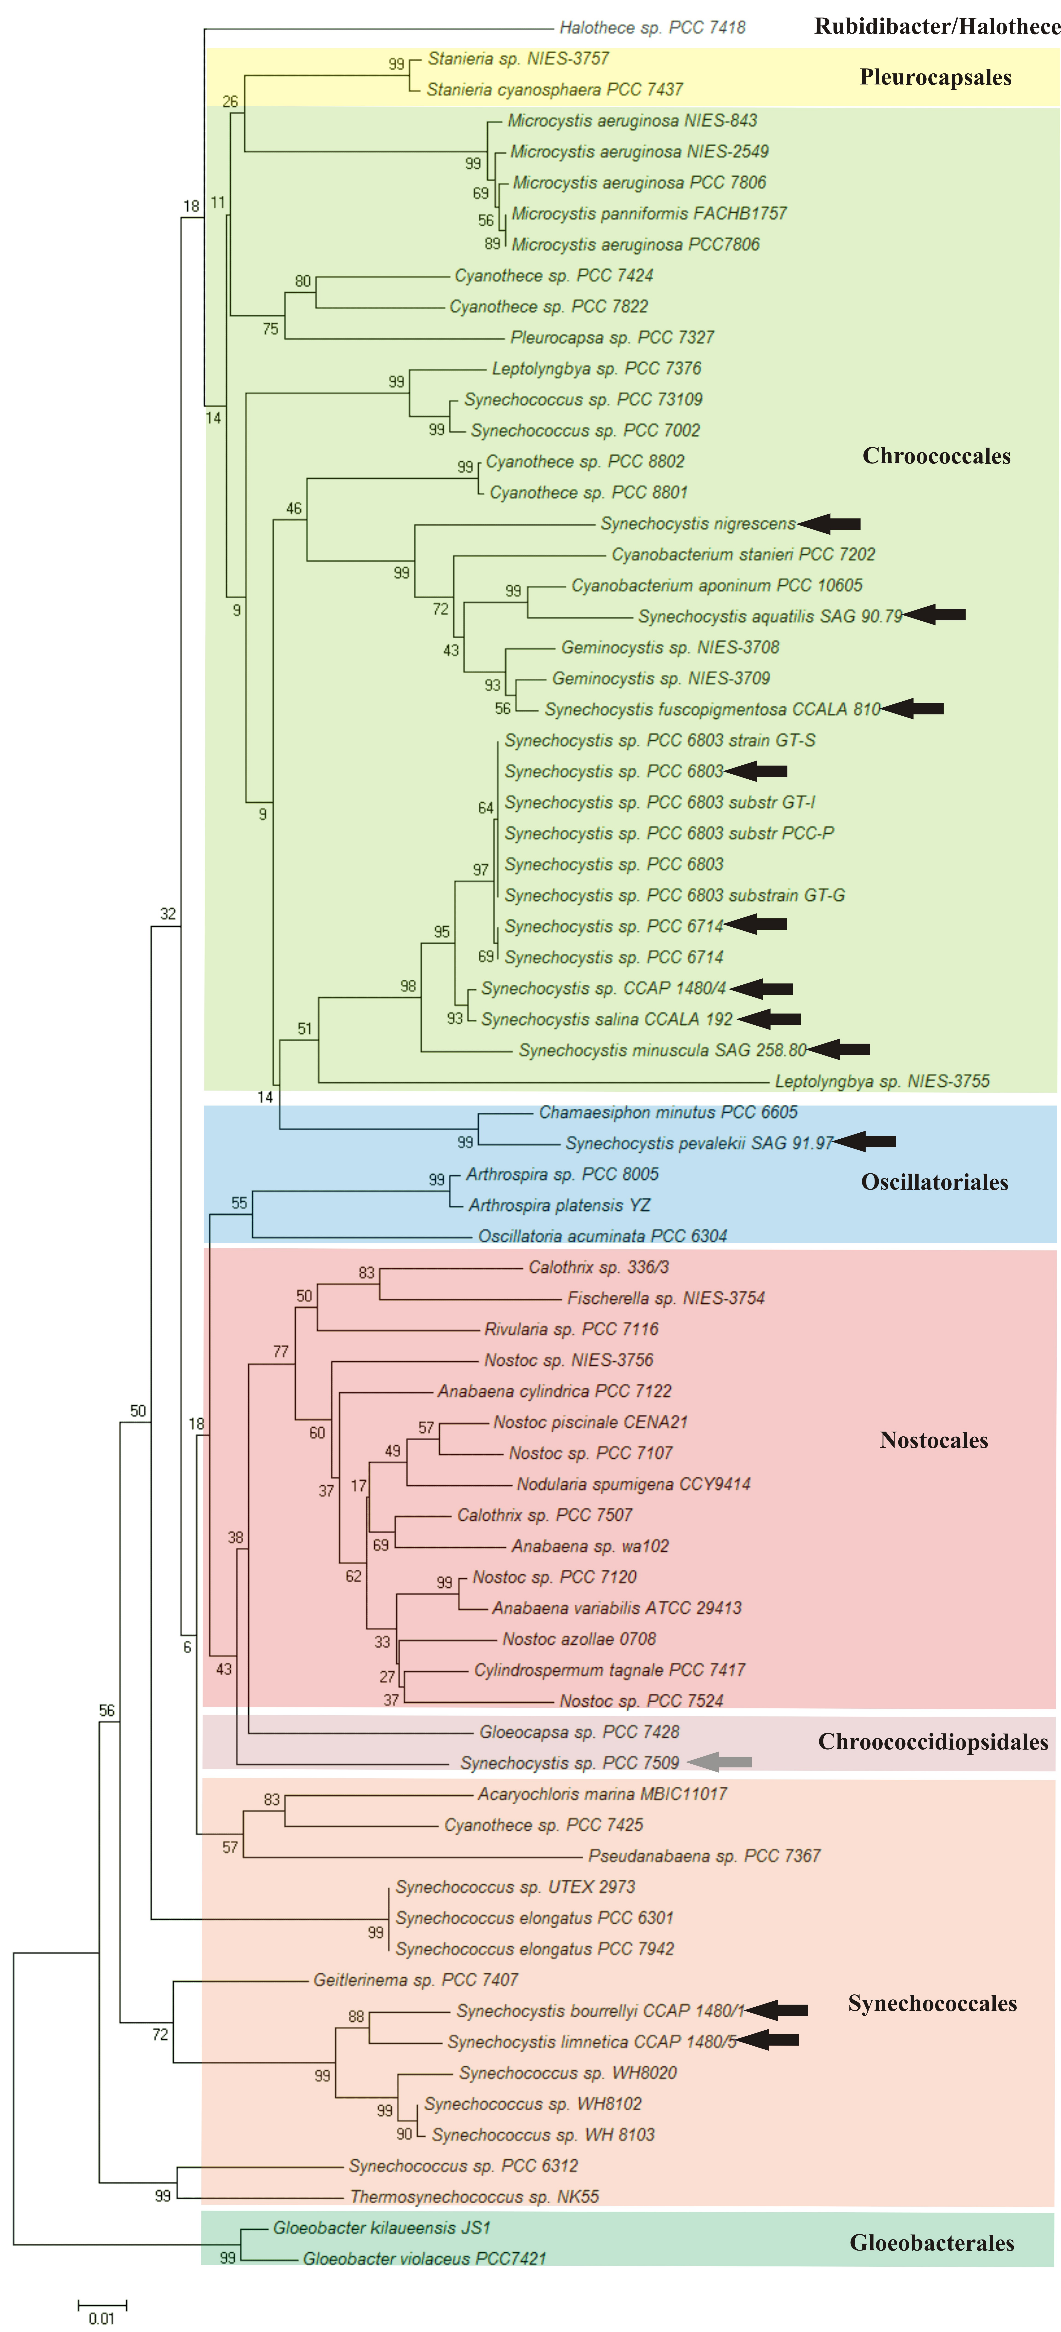 Halothece sp. PCC 7418 Rubidibacter/Halothece
99 Stanieria sp. NIES-3757
Pleurocapsales
Stanieria cyanosphaera PCC 7437
26
Microcystis aeruginosa NIES-843
99 Microcystis aeruginosa NIES-2549
69 Microcystis aeruginosa PCC 7806
18 11
56 Microcystis panniformis FACHB1757
89 Microcystis aeruginosa PCC7806
80 Cyanothece sp. PCC 7424
Cyanothece sp. PCC 7822
75 Pleurocapsa sp. PCC 7327
99 Leptolyngbya sp. PCC 7376
Synechococcus sp. PCC 73109
14
99 Synechococcus sp. PCC 7002
Chroococcales
99 Cyanothece sp. PCC 8802
Cyanothece sp. PCC 8801
46
Synechocystis nigrescens
Cyanobacterium stanieri PCC 7202
99
99 Cyanobacterium aponinum PCC 10605
9 72
Synechocystis aquatilis SAG 90.79
43 Geminocystis sp. NIES-3708
93 Geminocystis sp. NIES-3709
56 Synechocystis fuscopigmentosa CCALA 810
Synechocystis sp. PCC 6803 strain GT-S
Synechocystis sp. PCC 6803
9 64 Synechocystis sp. PCC 6803 substr GT-I
Synechocystis sp. PCC 6803 substr PCC-P
97 Synechocystis sp. PCC 6803
Synechocystis sp. PCC 6803 substrain GT-G
32
95 Synechocystis sp. PCC 6714
69 Synechocystis sp. PCC 6714
98 Synechocystis sp. CCAP 1480/4
93 Synechocystis salina CCALA 192
51
Synechocystis minuscula SAG 258.80
Leptolyngbya sp. NIES-3755
14
Chamaesiphon minutus PCC 6605
99 Synechocystis pevalekii SAG 91.97
99 Arthrospira sp. PCC 8005
Oscillatoriales
55 Arthrospira platensis YZ
Oscillatoria acuminata PCC 6304
83 Calothrix sp. 336/3
50 Fischerella sp. NIES-3754
Rivularia sp. PCC 7116
77
Nostoc sp. NIES-3756
Anabaena cylindrica PCC 7122
50
18 57 Nostoc piscinale CENA21
60 Nostocales
49 Nostoc sp. PCC 7107
37 17 Nodularia spumigena CCY9414
Calothrix sp. PCC 7507
38 69 Anabaena sp. wa102
62
99 Nostoc sp. PCC 7120
Anabaena variabilis ATCC 29413
6 33 Nostoc azollae 0708
43 27 Cylindrospermum tagnale PCC 7417
37 Nostoc sp. PCC 7524
56
Gloeocapsa sp. PCC 7428
Chroococcidiopsidales
Synechocystis sp. PCC 7509
83 Acaryochloris marina MBIC11017
Cyanothece sp. PCC 7425
57 Pseudanabaena sp. PCC 7367
Synechococcus sp. UTEX 2973
99 Synechococcus elongatus PCC 6301
Synechococcus elongatus PCC 7942
Geitlerinema sp. PCC 7407
Synechococcales
88 Synechocystis bourrellyi CCAP 1480/1
72 Synechocystis limnetica CCAP 1480/5
99 Synechococcus sp. WH8020
99 Synechococcus sp. WH8102
90 Synechococcus sp. WH 8103
Synechococcus sp. PCC 6312
99 Thermosynechococcus sp. NK55
Gloeobacter kilaueensis JS1
Gloeobacterales
99 Gloeobacter violaceus PCC7421
0.01